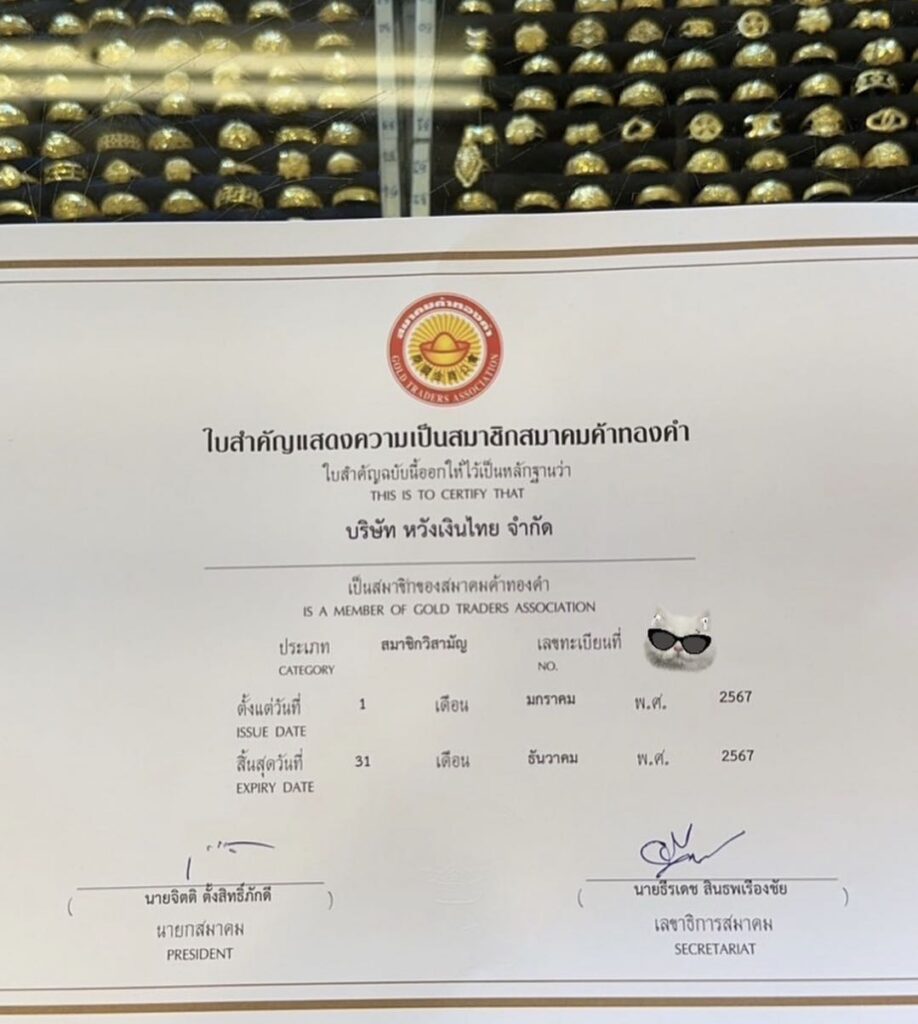 สมาคมค้าทองคำ
GOLD TRADERS ASSOCIATION
ใบสำคัญแสดงความเป็นสมาชิกสมาคมค้าทองคำ
ใบสำคัญฉบับนี้ออกให้ไว้เป็นหลักฐานว่า
THIS IS TO CERTIFY THAT
บริษัท หวังเงินไทย จำกัด
เป็นสมาชิกของสมาคมค้าทองคำ
IS A MEMBER OF GOLD TRADERS ASSOCIATION
ประเภท สมาชิกวิสามัญ เลขทะเบียนที่
CATEGORY NO.
ตั้งแต่วันที่ 1 เดือน มกราคม พ.ศ. 2567
ISSUE DATE
สิ้นสุดวันที่ 31 เดือน ธันวาคม พ.ศ. 2567
EXPIRY DATE
( นายจิตติ ตั้งสิทธิ์ภักดี ) ( นายธีรเดช สินธพเรืองชัย )
นายกสมาคม เลขาธิการสมาคม
PRESIDENT SECRETARIAT